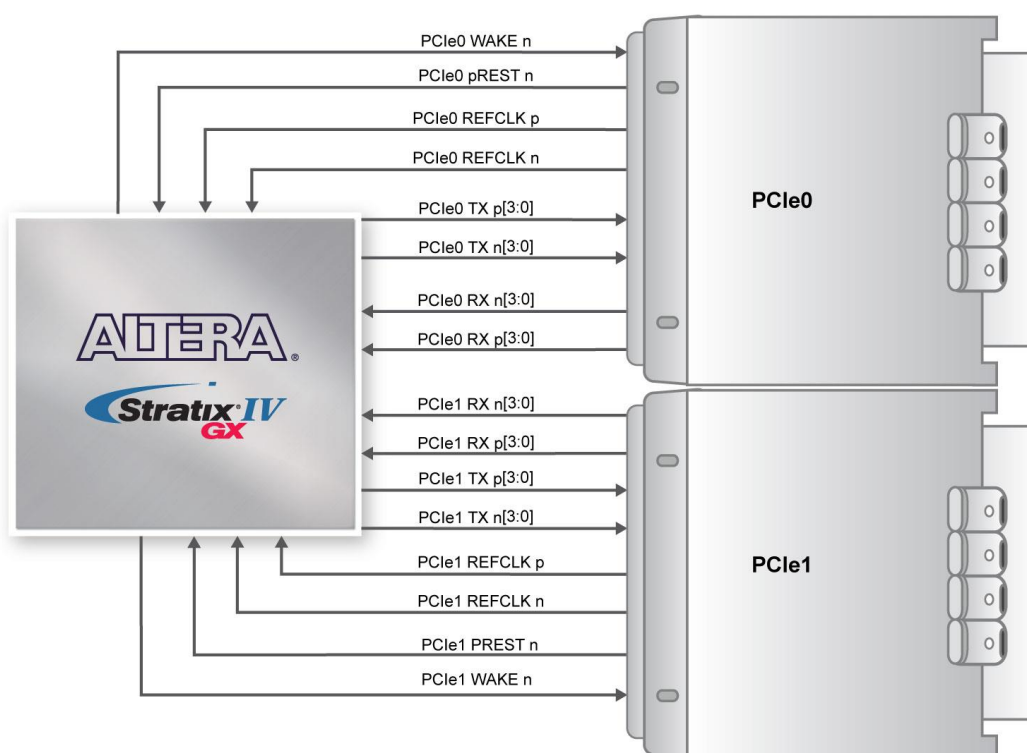 PCIe0 WAKE n
PCIe0 pREST n
PCIe0 REFCLK p
PCIe0 REFCLK n
PCIe0 TX p[3:0]
PCIe0 TX n[3:0]
PCIe0 RX n[3:0]
PCIe0 RX p[3:0]
PCIe0
ALTERA®
Stratix® IV
GX
PCIe1 RX n[3:0]
PCIe1 RX p[3:0]
PCIe1 TX p[3:0]
PCIe1 TX n[3:0]
PCIe1 REFCLK p
PCIe1 REFCLK n
PCIe1 PREST n
PCIe1 WAKE n
PCIe1